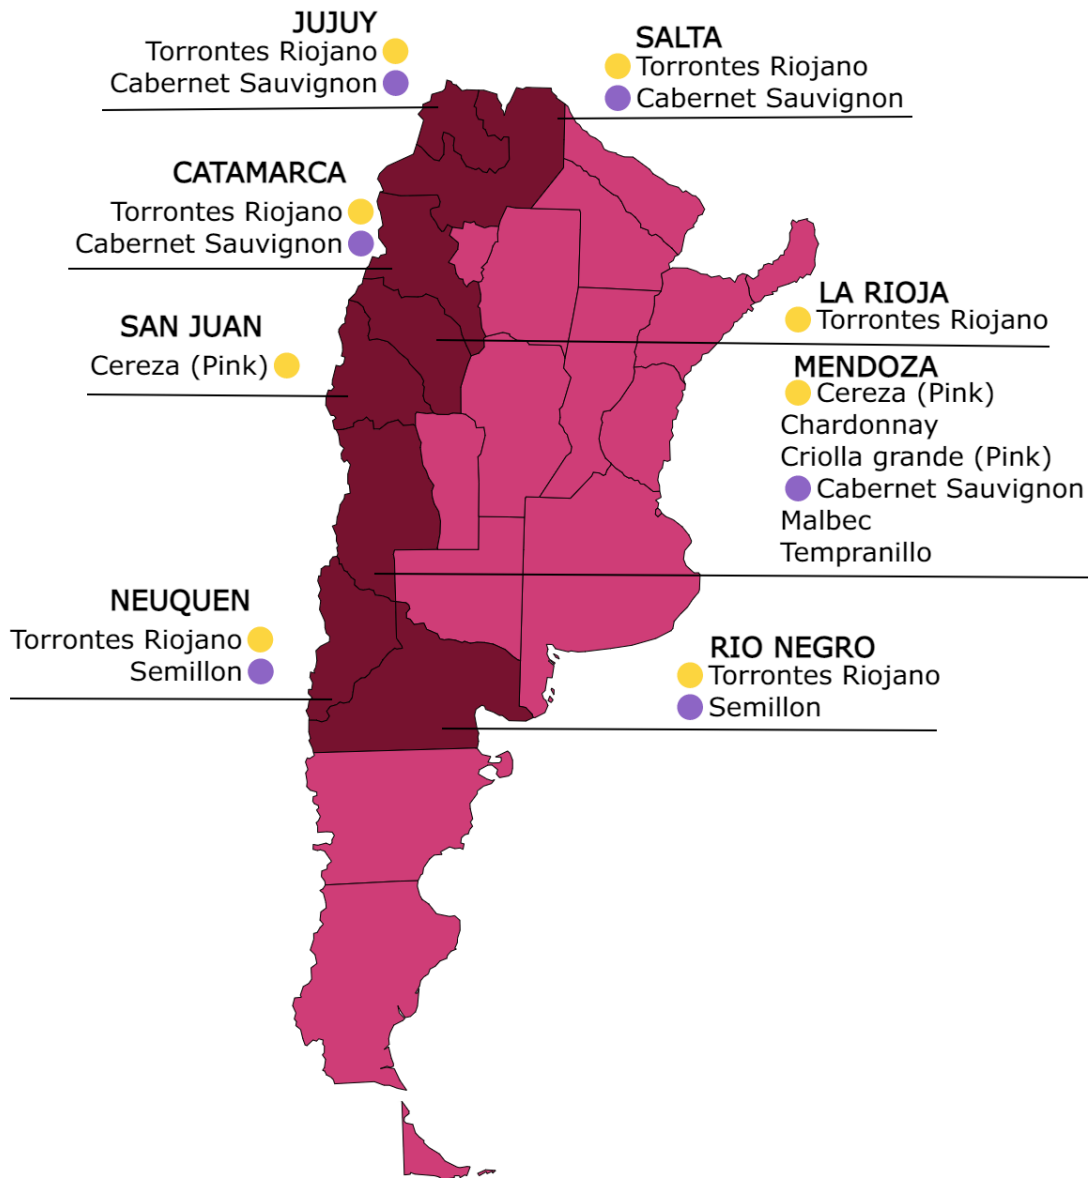 JUJUY
Torrontes Riojano
Cabernet Sauvignon
SALTA
Torrontes Riojano
Cabernet Sauvignon
CATAMARCA
Torrontes Riojano
Cabernet Sauvignon
LA RIOJA
Torrontes Riojano
SAN JUAN
Cereza (Pink)
MENDOZA
Cereza (Pink)
Chardonnay
Criolla grande (Pink)
Cabernet Sauvignon
Malbec
Tempranillo
NEUQUEN
Torrontes Riojano
Semillon
RIO NEGRO
Torrontes Riojano
Semillon